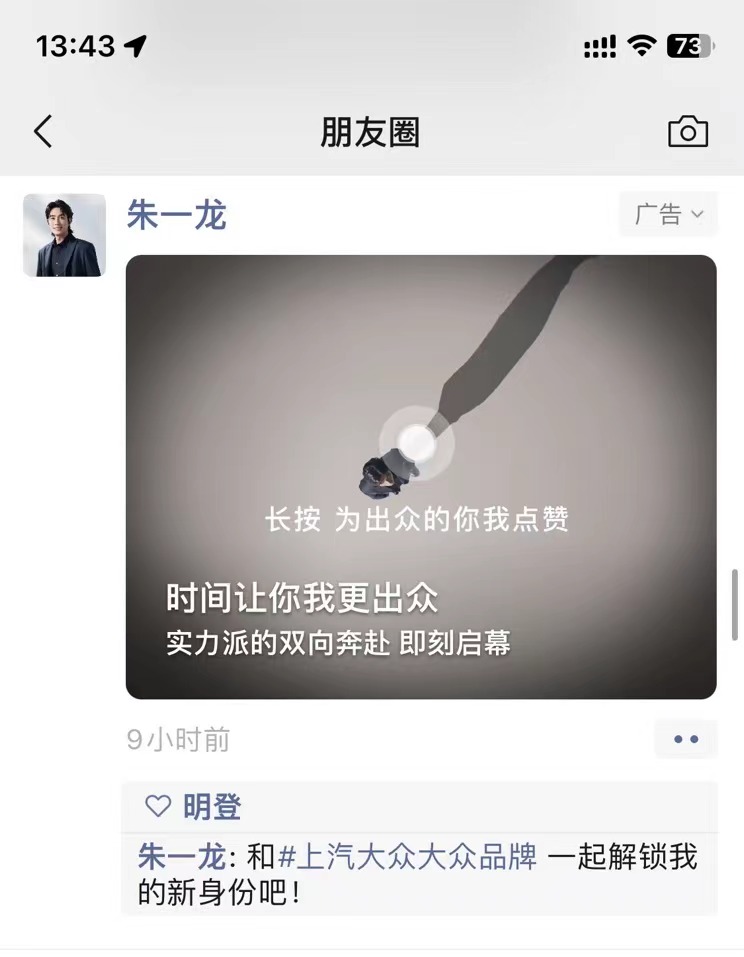 13:43
73
朋友圈
朱一龙
广告
长按 为出众的你我点赞
时间让你我更出众
实力派的双向奔赴 即刻启幕
9小时前
明登
朱一龙: 和#上汽大众大众品牌 一起解锁我
的新身份吧!